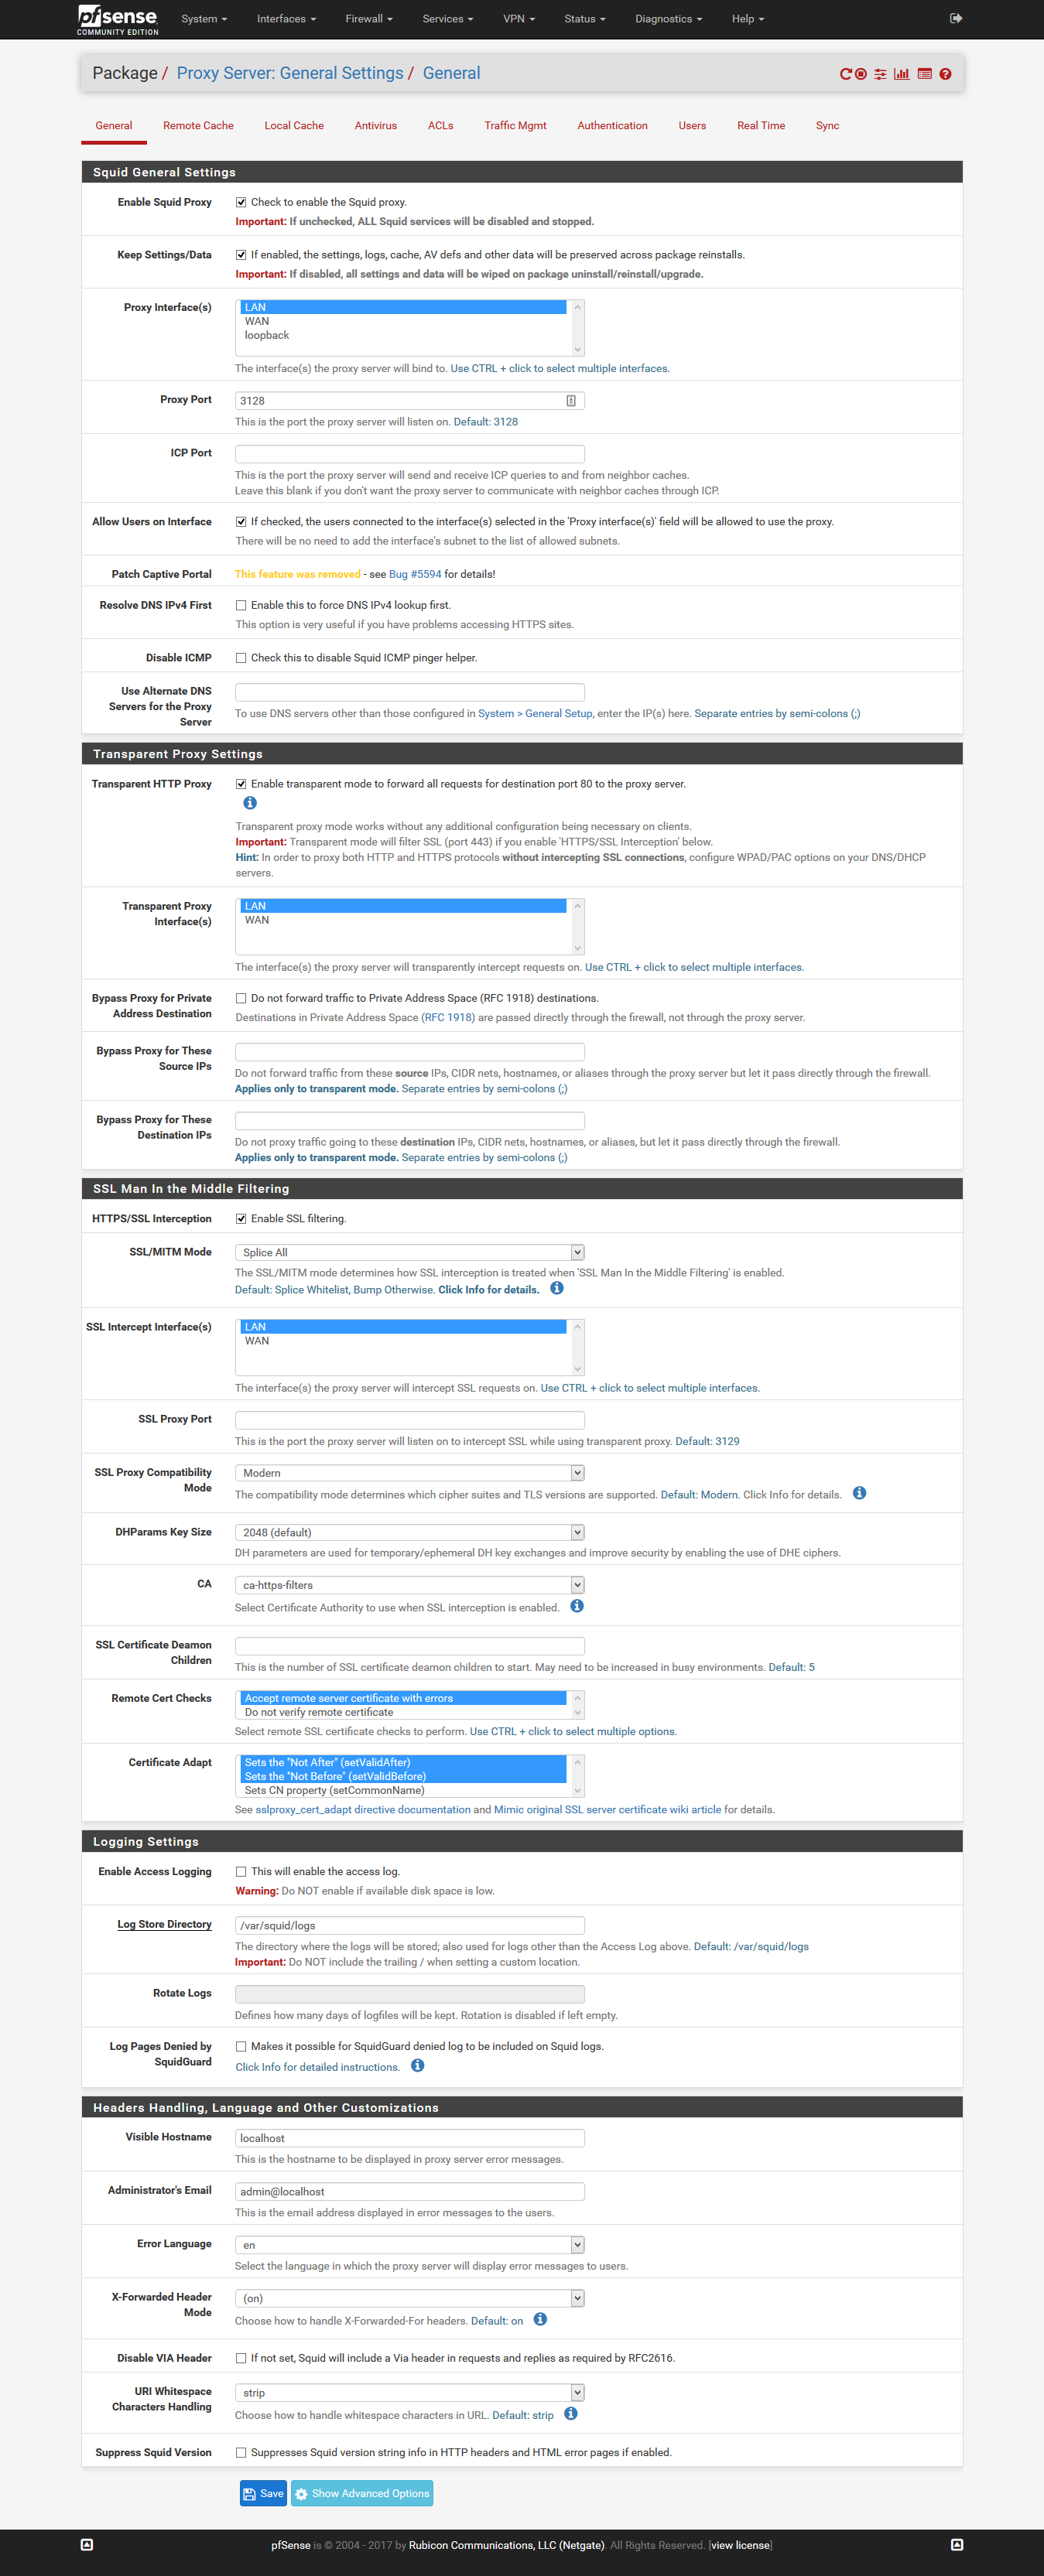 pfsense
COMMUNITY EDITION
System Interfaces Firewall Services VPN Status Diagnostics Help
Package / Proxy Server: General Settings / General
General Remote Cache Local Cache Antivirus ACLs Traffic Mgmt Authentication Users Real Time Sync
Squid General Settings
Enable Squid Proxy Check to enable the Squid proxy.
Important: If unchecked, ALL Squid services will be disabled and stopped.
Keep Settings/Data If enabled, the settings, logs, cache, AV defs and other data will be preserved across package reinstalls.
Important: If disabled, all settings and data will be wiped on package uninstall/reinstall/upgrade.
Proxy Interface(s) LAN
WAN
loopback
The interface(s) the proxy server will bind to. Use CTRL + click to select multiple interfaces.
Proxy Port 3128
This is the port the proxy server will listen on. Default: 3128
ICP Port
This is the port the proxy server will send and receive ICP queries to and from neighbor caches.
Leave this blank if you don't want the proxy server to communicate with neighbor caches through ICP.
Allow Users on Interface If checked, the users connected to the interface(s) selected in the 'Proxy interface(s)' field will be allowed to use the proxy.
There will be no need to add the interface's subnet to the list of allowed subnets.
Patch Captive Portal This feature was removed - see Bug #5594 for details!
Resolve DNS IPv4 First Enable this to force DNS IPv4 lookup first.
This option is very useful if you have problems accessing HTTPS sites.
Disable ICMP Check this to disable Squid ICMP pinger helper.
Use Alternate DNS
Servers for the Proxy
Server
To use DNS servers other than those configured in System > General Setup, enter the IP(s) here. Separate entries by semi-colons (;)
Transparent Proxy Settings
Transparent HTTP Proxy Enable transparent mode to forward all requests for destination port 80 to the proxy server.
Transparent proxy mode works without any additional configuration being necessary on clients.
Important: Transparent mode will filter SSL (port 443) if you enable 'HTTPS/SSL Interception' below.
Hint: In order to proxy both HTTP and HTTPS protocols without intercepting SSL connections, configure WPAD/PAC options on your DNS/DHCP
servers.
Transparent Proxy
Interface(s)
LAN
WAN
The interface(s) the proxy server will transparently intercept requests on. Use CTRL + click to select multiple interfaces.
Bypass Proxy for Private
Address Destination
Do not forward traffic to Private Address Space (RFC 1918) destinations.
Destinations in Private Address Space (RFC 1918) are passed directly through the firewall, not through the proxy server.
Bypass Proxy for These
Source IPs
Do not forward traffic from these source IPs, CIDR nets, hostnames, or aliases through the proxy server but let it pass directly through the firewall.
Applies only to transparent mode. Separate entries by semi-colons (;)
Bypass Proxy for These
Destination IPs
Do not proxy traffic going to these destination IPs, CIDR nets, hostnames, or aliases, but let it pass directly through the firewall.
Applies only to transparent mode. Separate entries by semi-colons (;)
SSL Man In the Middle Filtering
HTTPS/SSL Interception Enable SSL filtering.
SSL/MITM Mode Splice All
The SSL/MITM mode determines how SSL interception is treated when 'SSL Man In the Middle Filtering' is enabled.
Default: Splice Whitelist, Bump Otherwise. Click Info for details.
SSL Intercept Interface(s) LAN
WAN
The interface(s) the proxy server will intercept SSL requests on. Use CTRL + click to select multiple interfaces.
SSL Proxy Port
This is the port the proxy server will listen on to intercept SSL while using transparent proxy. Default: 3129
SSL Proxy Compatibility
Mode
Modern
The compatibility mode determines which cipher suites and TLS versions are supported. Default: Modern. Click Info for details.
DHParams Key Size 2048 (default)
DH parameters are used for temporary/ephemeral DH key exchanges and improve security by enabling the use of DHE ciphers.
CA ca-https-filters
Select Certificate Authority to use when SSL interception is enabled.
SSL Certificate Deamon
Children
This is the number of SSL certificate deamon children to start. May need to be increased in busy environments. Default: 5
Remote Cert Checks Accept remote server certificate with errors
Do not verify remote certificate
Select remote SSL certificate checks to perform. Use CTRL + click to select multiple options.
Certificate Adapt Sets the "Not After" (setValidAfter)
Sets the "Not Before" (setValidBefore)
Sets CN property (setCommonName)
See sslproxy_cert_adapt directive documentation and Mimic original SSL server certificate wiki article for details.
Logging Settings
Enable Access Logging This will enable the access log.
Warning: Do NOT enable if available disk space is low.
Log Store Directory /var/squid/logs
The directory where the logs will be stored; also used for logs other than the Access Log above. Default: /var/squid/logs
Important: Do NOT include the trailing / when setting a custom location.
Rotate Logs
Defines how many days of logfiles will be kept. Rotation is disabled if left empty.
Log Pages Denied by
SquidGuard
Makes it possible for SquidGuard denied log to be included on Squid logs.
Click Info for detailed instructions.
Headers Handling, Language and Other Customizations
Visible Hostname localhost
This is the hostname to be displayed in proxy server error messages.
Administrator's Email admin@localhost
This is the email address displayed in error messages to the users.
Error Language en
Select the language in which the proxy server will display error messages to users.
X-Forwarded Header
Mode
(on)
Choose how to handle X-Forwarded-For headers. Default: on
Disable VIA Header If not set, Squid will include a Via header in requests and replies as required by RFC2616.
URI Whitespace
Characters Handling
strip
Choose how to handle whitespace characters in URL. Default: strip
Suppress Squid Version Suppresses Squid version string info in HTTP headers and HTML error pages if enabled.
Save Show Advanced Options
pfSense is © 2004 - 2017 by Rubicon Communications, LLC (Netgate). All Rights Reserved. [view license]